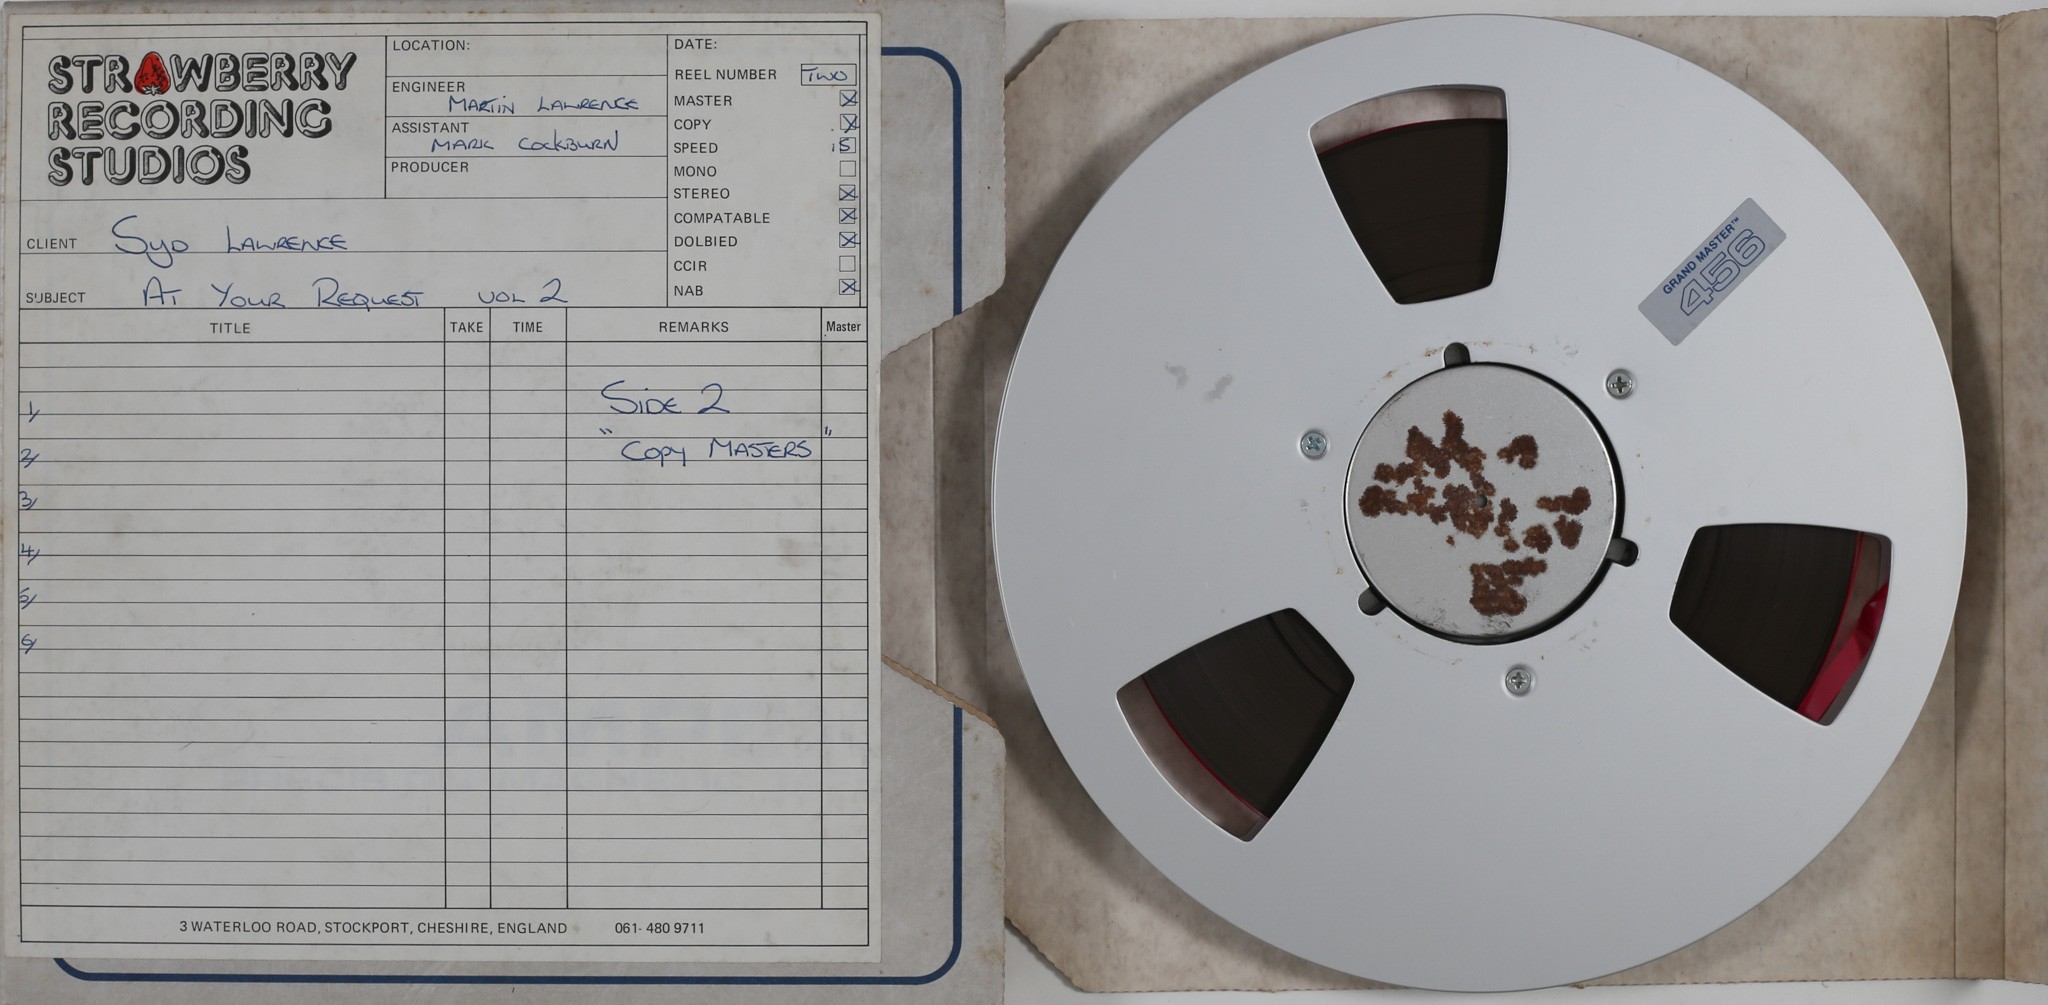 STRAWBERRY
RECORDING
STUDIOS
LOCATION:
ENGINEER
MARTIN LAWRENCE
ASSISTANT
MARK COCKBURN
PRODUCER
DATE:
REEL NUMBER TWO
MASTER
COPY
SPEED 15
MONO
STEREO
COMPATABLE
DOLBIED
CCIR
NAB
CLIENT SYD LAWRENCE
SUBJECT AT YOUR REQUEST VOL 2
TITLE TAKE TIME REMARKS Master
1/ SIDE 2
2/ "COPY MASTERS"
3/
4/
5/
6/
3 WATERLOO ROAD, STOCKPORT, CHESHIRE, ENGLAND 061- 480 9711
GRAND MASTER™
456